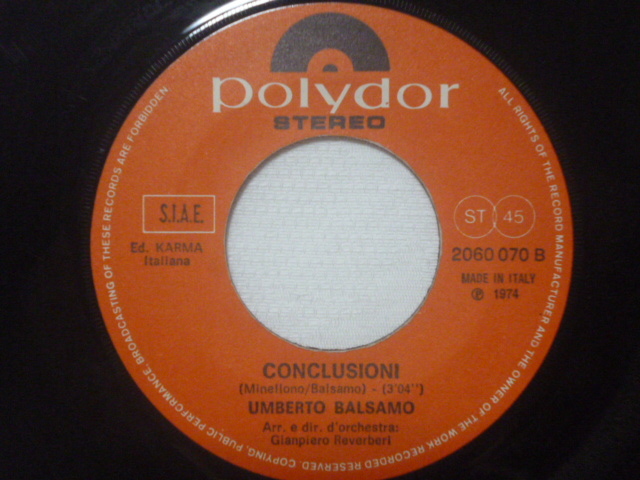 polydor
STEREO
S.I.A.E.
Ed. KARMA
Italiana
ST 45
2060 070 B
MADE IN ITALY
℗ 1974
CONCLUSIONI
(Minellono/Balsamo) - (3'04'')
UMBERTO BALSAMO
Arr. e dir. d'orchestra:
Gianpiero Reverberi
ALL RIGHTS OF THE RECORD MANUFACTURER AND THE OWNER OF THE WORK RECORDED RESERVED. COPYING, PUBLIC PERFORMANCE, BROADCASTING OF THESE RECORDS ARE FORBIDDEN